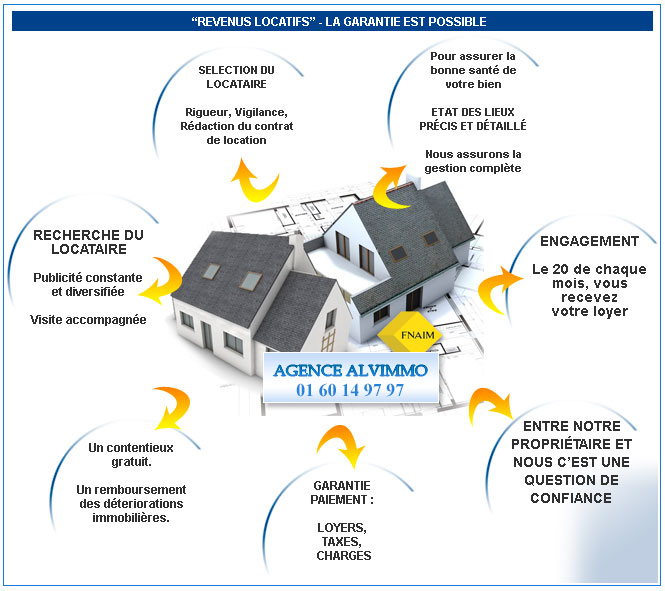 “REVENUS LOCATIFS” - LA GARANTIE EST POSSIBLE
SELECTION DU
LOCATAIRE
Rigueur, Vigilance,
Rédaction du contrat
de location
Pour assurer la
bonne santé de
votre bien
ETAT DES LIEUX
PRÉCIS ET DÉTAILLÉ
Nous assurons la
gestion complète
RECHERCHE DU
LOCATAIRE
Publicité constante
et diversifiée
Visite accompagnée
ENGAGEMENT
Le 20 de chaque
mois, vous
recevez
votre loyer
FNAIM
AGENCE ALVIMMO
01 60 14 97 97
Un contentieux
gratuit.
Un remboursement
des déteriorations
immobilières.
GARANTIE
PAIEMENT :
LOYERS,
TAXES,
CHARGES
ENTRE NOTRE
PROPRIÉTAIRE ET
NOUS C’EST UNE
QUESTION DE
CONFIANCE